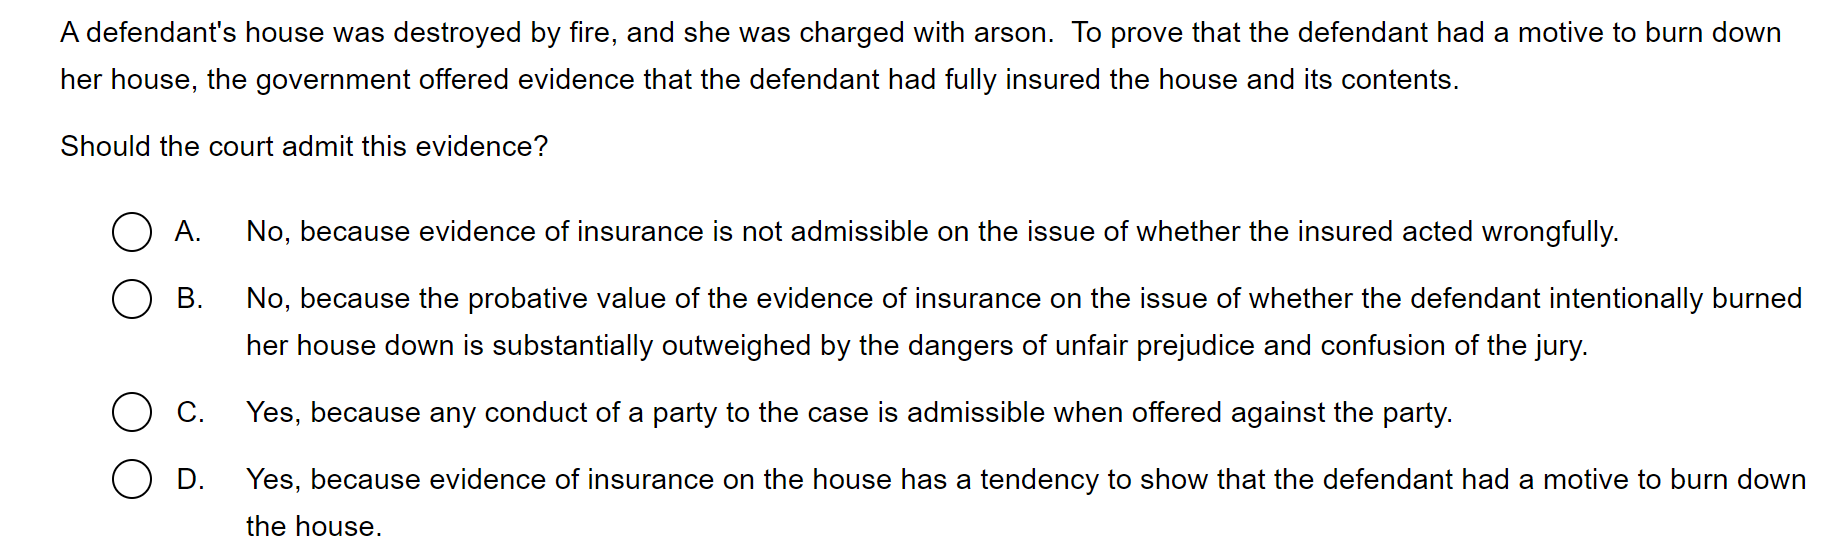 A defendant's house was destroyed by fire, and she was charged with arson.  To prove that the defendant had a motive to burn down
her house, the government offered evidence that the defendant had fully insured the house and its contents.
Should the court admit this evidence?
A. No, because evidence of insurance is not admissible on the issue of whether the insured acted wrongfully.
B. No, because the probative value of the evidence of insurance on the issue of whether the defendant intentionally burned
her house down is substantially outweighed by the dangers of unfair prejudice and confusion of the jury.
C. Yes, because any conduct of a party to the case is admissible when offered against the party.
D. Yes, because evidence of insurance on the house has a tendency to show that the defendant had a motive to burn down
the house.